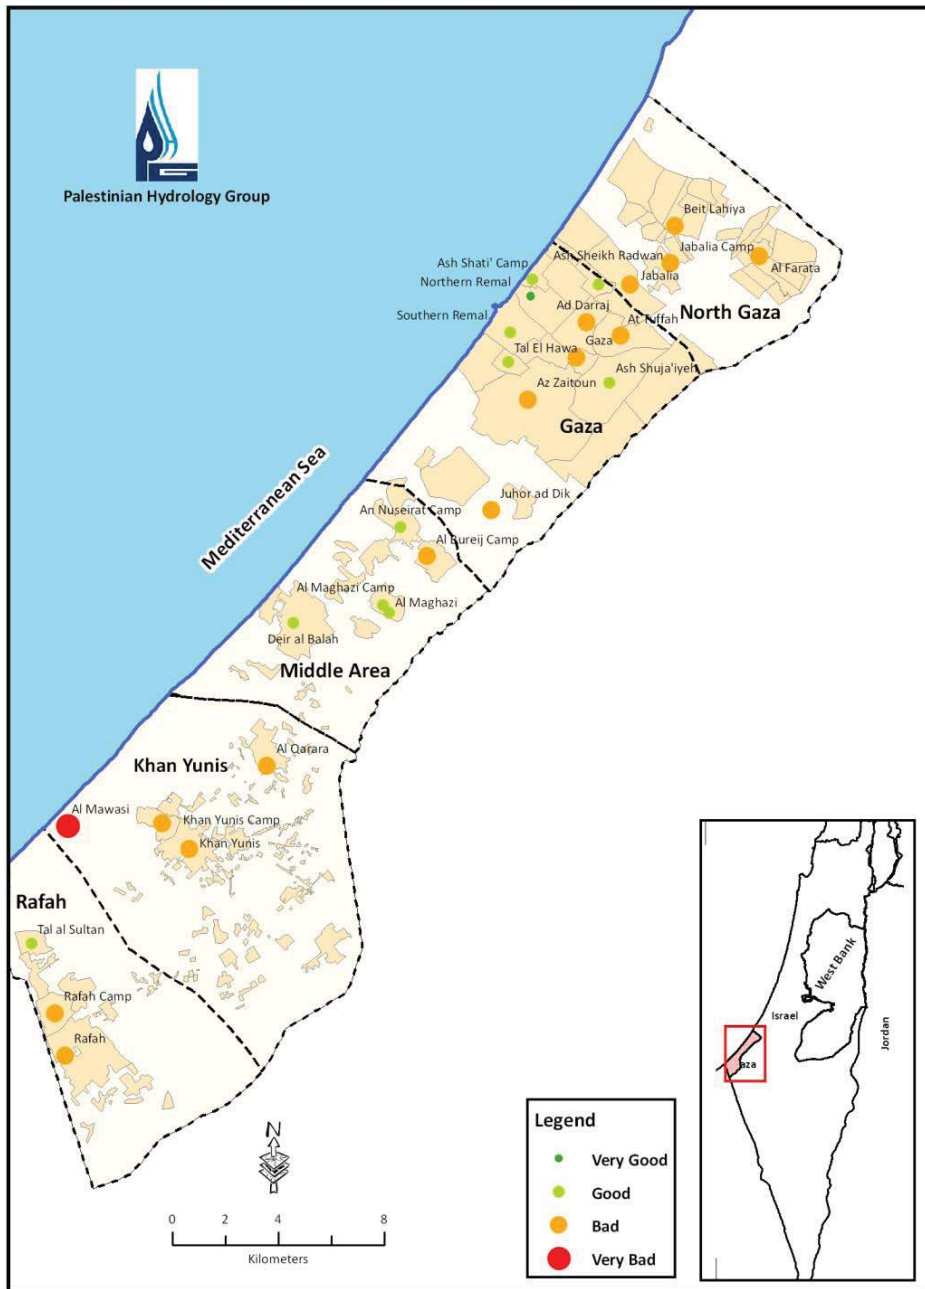 Palestinian Hydrology Group
Beit Lahiya
Jabalia Camp
Ash Sheikh Radwan
Al Farata
Ash Shati' Camp
Jabalia
Northern Remal
North Gaza
Ad Darraj
Southern Remal
At Tuffah
Gaza
Tal El Hawa
Ash Shuja'iyeh
Az Zaitoun
Gaza
Mediterranean Sea
Juhor ad Dik
An Nuseirat Camp
Al Bureij Camp
Al Maghazi Camp
Al Maghazi
Deir al Balah
Middle Area
Al Qarara
Khan Yunis
Al Mawasi
Khan Yunis Camp
Khan Yunis
Rafah
Tal al Sultan
Rafah Camp
Rafah
N
0 2 4 8
Kilometers
Legend
Very Good
Good
Bad
Very Bad
West Bank
Israel
Jordan
aza